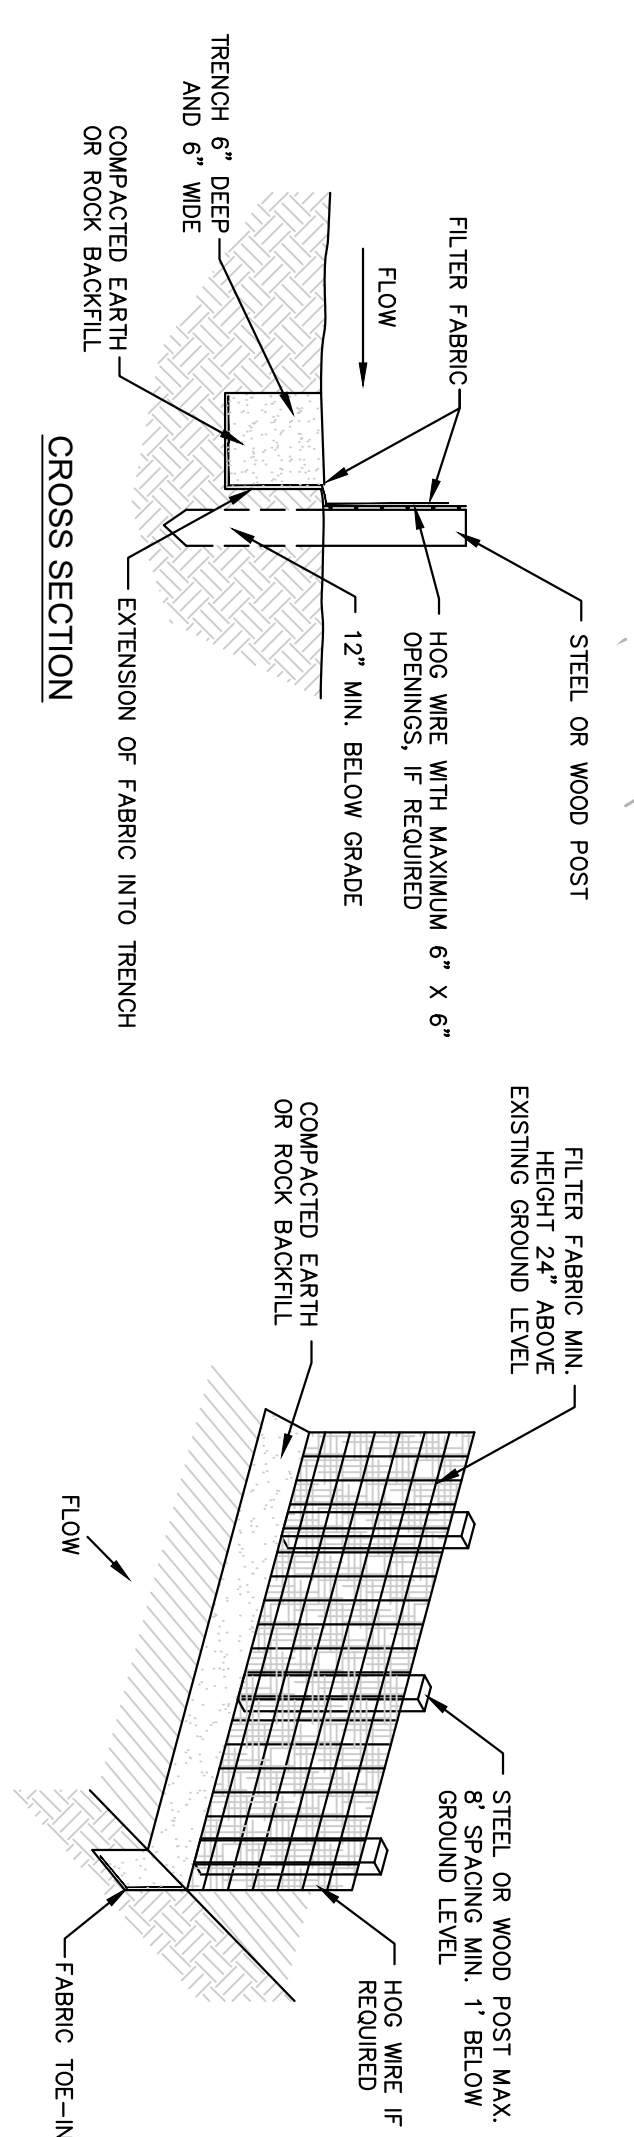 FILTER FABRIC
FLOW
TRENCH 6" DEEP
AND 6" WIDE
COMPACTED EARTH
OR ROCK BACKFILL
STEEL OR WOOD POST
HOG WIRE WITH MAXIMUM 6" X 6"
OPENINGS, IF REQUIRED
12" MIN. BELOW GRADE
EXTENSION OF FABRIC INTO TRENCH
CROSS SECTION
FILTER FABRIC MIN.
HEIGHT 24" ABOVE
EXISTING GROUND LEVEL
COMPACTED EARTH
OR ROCK BACKFILL
FLOW
STEEL OR WOOD POST MAX.
8' SPACING MIN. 1' BELOW
GROUND LEVEL
HOG WIRE IF
REQUIRED
FABRIC TOE-IN